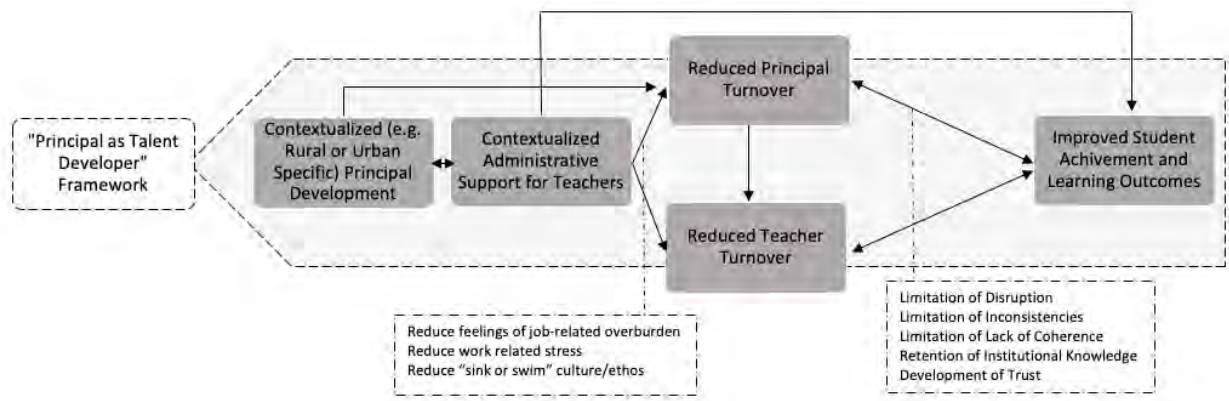 "Principal as Talent
Developer"
Framework
Contextualized (e.g.
Rural or Urban
Specific) Principal
Development
Contextualized
Administrative
Support for Teachers
Reduced Principal
Turnover
Reduced Teacher
Turnover
Improved Student
Achivement and
Learning Outcomes
Reduce feelings of job-related overburden
Reduce work related stress
Reduce “sink or swim” culture/ethos
Limitation of Disruption
Limitation of Inconsistencies
Limitation of Lack of Coherence
Retention of Institutional Knowledge
Development of Trust